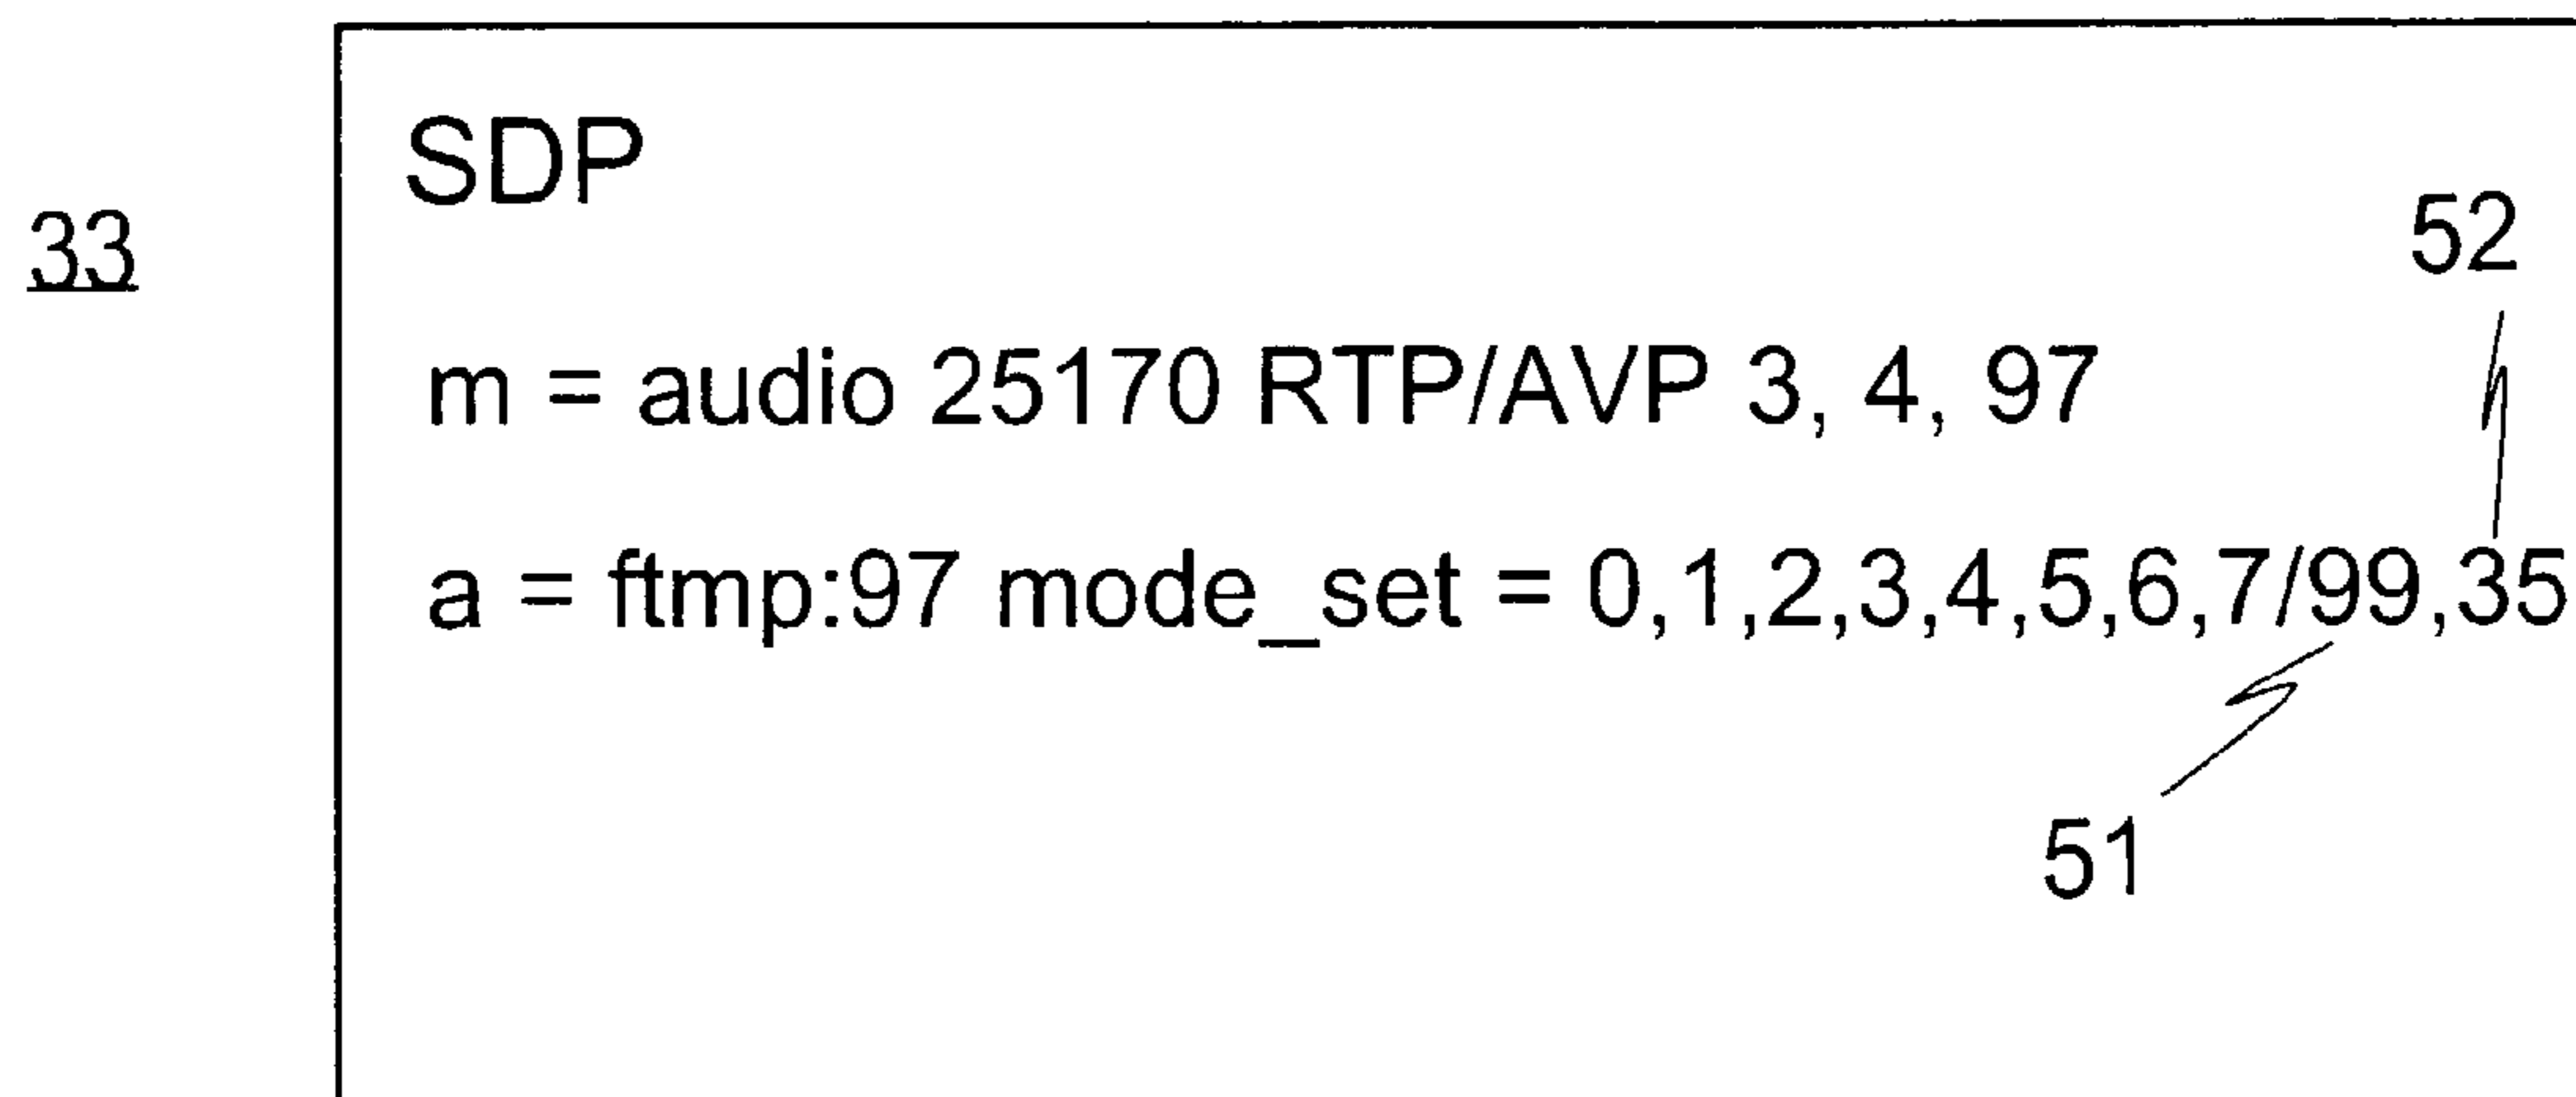 SDP
33
52
m = audio 25170 RTP/AVP 3, 4, 97
a = ftmp:97 mode_set = 0,1,2,3,4,5,6,7/99,35
51